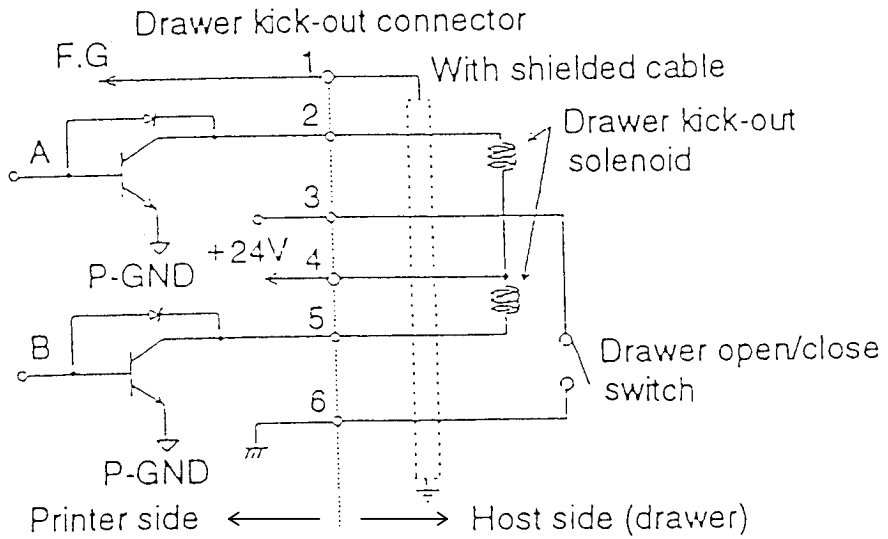 Drawer kick-out connector
F.G
1
With shielded cable
2
Drawer kick-out
solenoid
A
3
+24V
4
P-GND
5
B
Drawer open/close
switch
6
P-GND
Printer side
Host side (drawer)